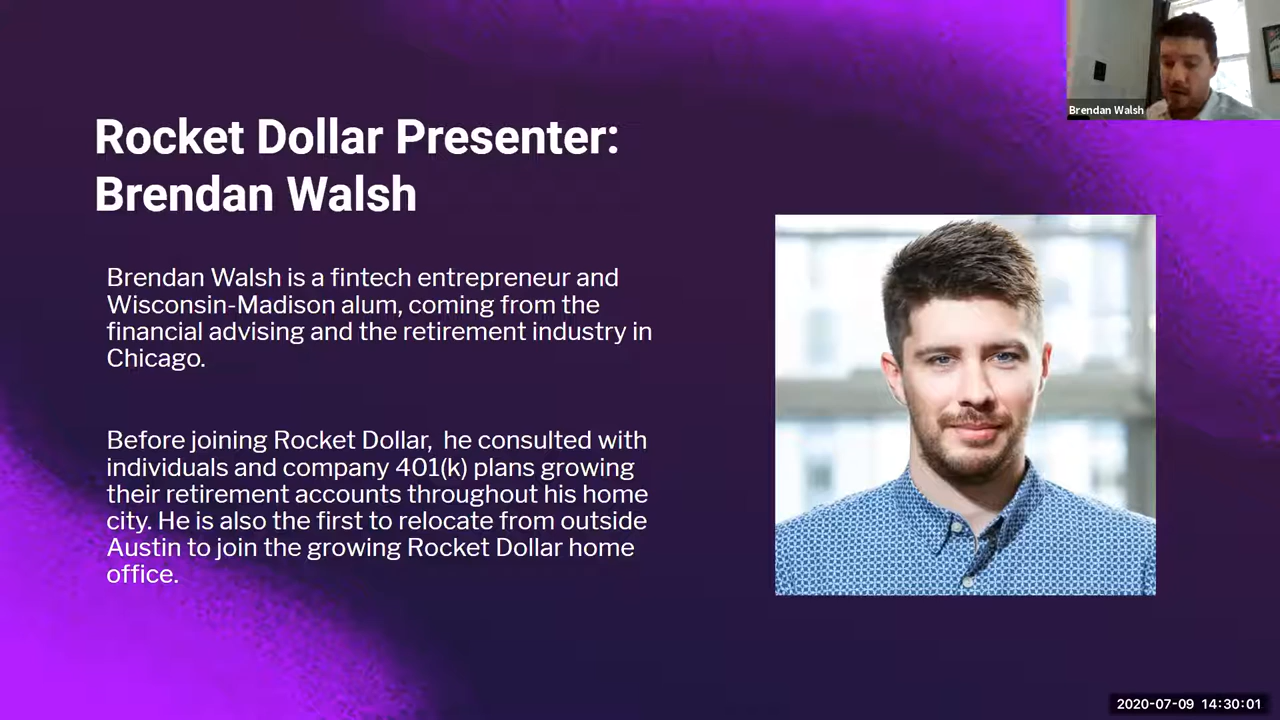 Rocket Dollar Presenter:
Brendan Walsh
Brendan Walsh is a fintech entrepreneur and
Wisconsin-Madison alum, coming from the
financial advising and the retirement industry in
Chicago.
Before joining Rocket Dollar,  he consulted with
individuals and company 401(k) plans growing
their retirement accounts throughout his home
city. He is also the first to relocate from outside
Austin to join the growing Rocket Dollar home
office.
Brendan Walsh
2020-07-09 14:30:01